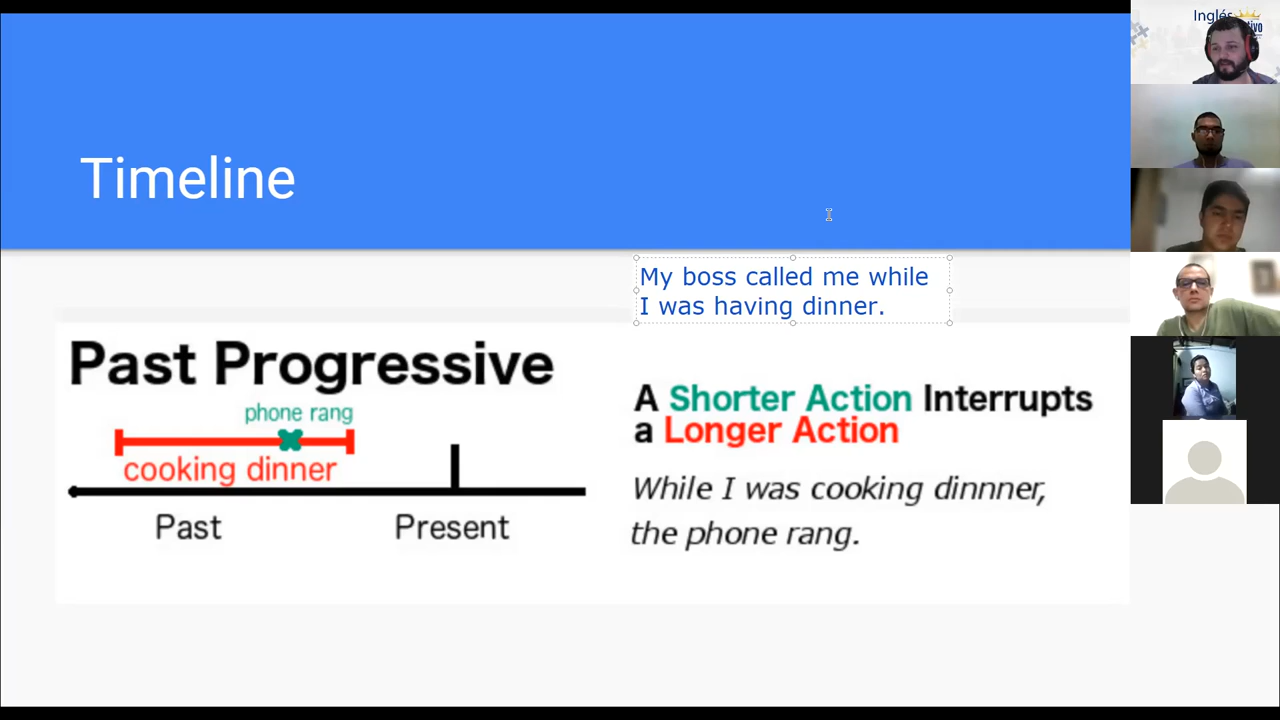 Inglés
Timeline
My boss called me while
I was having dinner.
Past Progressive
phone rang
cooking dinner
Past
Present
A Shorter Action Interrupts
a Longer Action
While I was cooking dinnner,
the phone rang.